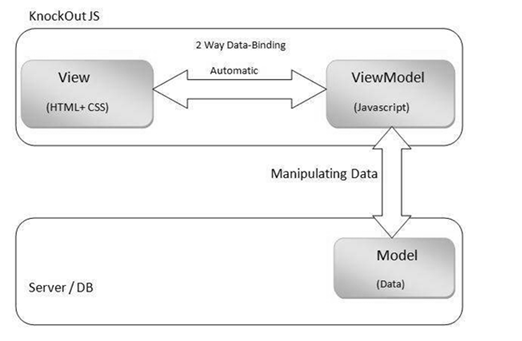 KnockOut JS
2 Way Data-Binding
Automatic
View
(HTML+ CSS)
ViewModel
(Javascript)
Manipulating Data
Model
(Data)
Server / DB